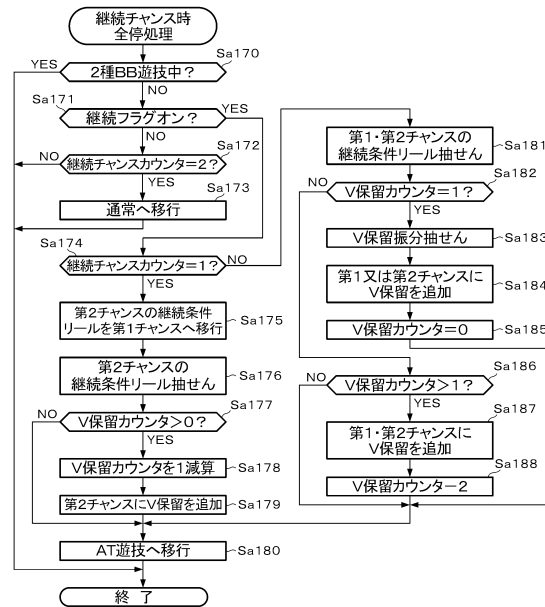 継続チャンス時
全停処理
Sa170
YES
2種BB遊技中?
NO
Sa171
継続フラグオン?
YES
NO
Sa172
NO
継続チャンスカウンタ=2?
YES
Sa173
通常へ移行
Sa174
継続チャンスカウンタ=1?
NO
YES
第2チャンスの継続条件
リールを第1チャンスへ移行
Sa175
第2チャンスの
継続条件リール抽せん
Sa176
Sa177
NO
V保留カウンタ>0?
YES
V保留カウンタを1減算
Sa178
第2チャンスにV保留を追加
Sa179
AT遊技へ移行
Sa180
終 了
第1・第2チャンスの
継続条件リール抽せん
Sa181
Sa182
NO
V保留カウンタ=1?
YES
V保留振分抽せん
Sa183
第1又は第2チャンスに
V保留を追加
Sa184
V保留カウンタ=0
Sa185
Sa186
NO
V保留カウンタ>1?
YES
Sa187
第1・第2チャンスに
V保留を追加
Sa188
V保留カウンタ-2